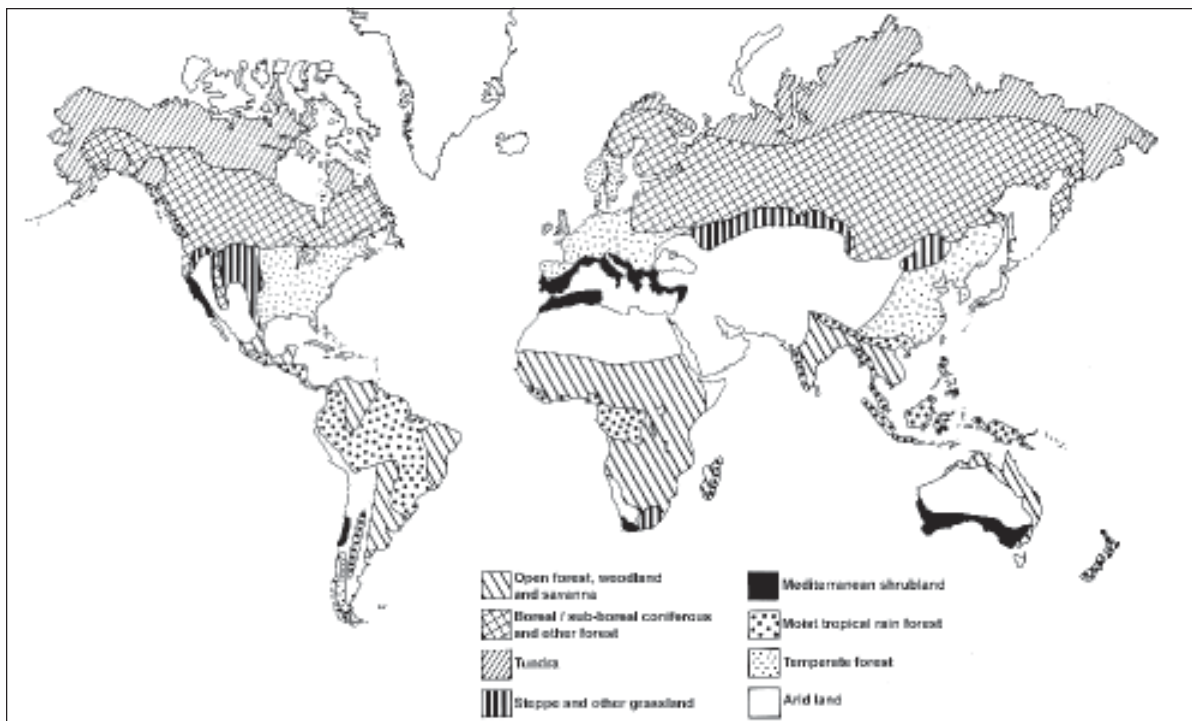 Open forest, woodland
and savanna
Boreal / sub-boreal coniferous
and other forest
Tundra
Steppe and other grassland
Mediterranean shrubland
Moist tropical rain forest
Temperate forest
Arid land